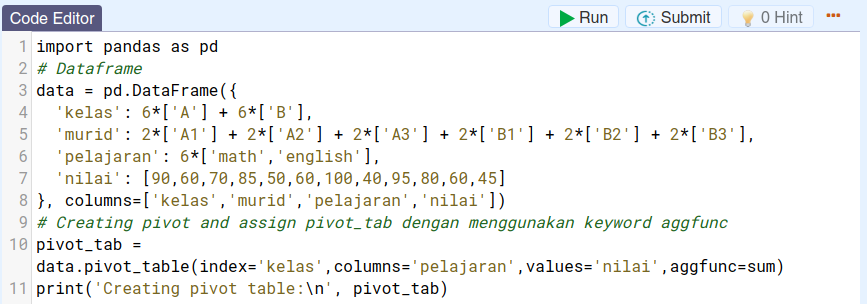 Code Editor
Run
Submit
0 Hint
1 import pandas as pd
2 # Dataframe
3 data = pd.DataFrame({
4   'kelas': 6*['A'] + 6*['B'],
5   'murid': 2*['A1'] + 2*['A2'] + 2*['A3'] + 2*['B1'] + 2*['B2'] + 2*['B3'],
6   'pelajaran': 6*['math','english'],
7   'nilai': [90,60,70,85,50,60,100,40,95,80,60,45]
8 }, columns=['kelas','murid','pelajaran','nilai'])
9 # Creating pivot and assign pivot_tab dengan menggunakan keyword aggfunc
10 pivot_tab =
data.pivot_table(index='kelas',columns='pelajaran',values='nilai',aggfunc=sum)
11 print('Creating pivot table:\n', pivot_tab)